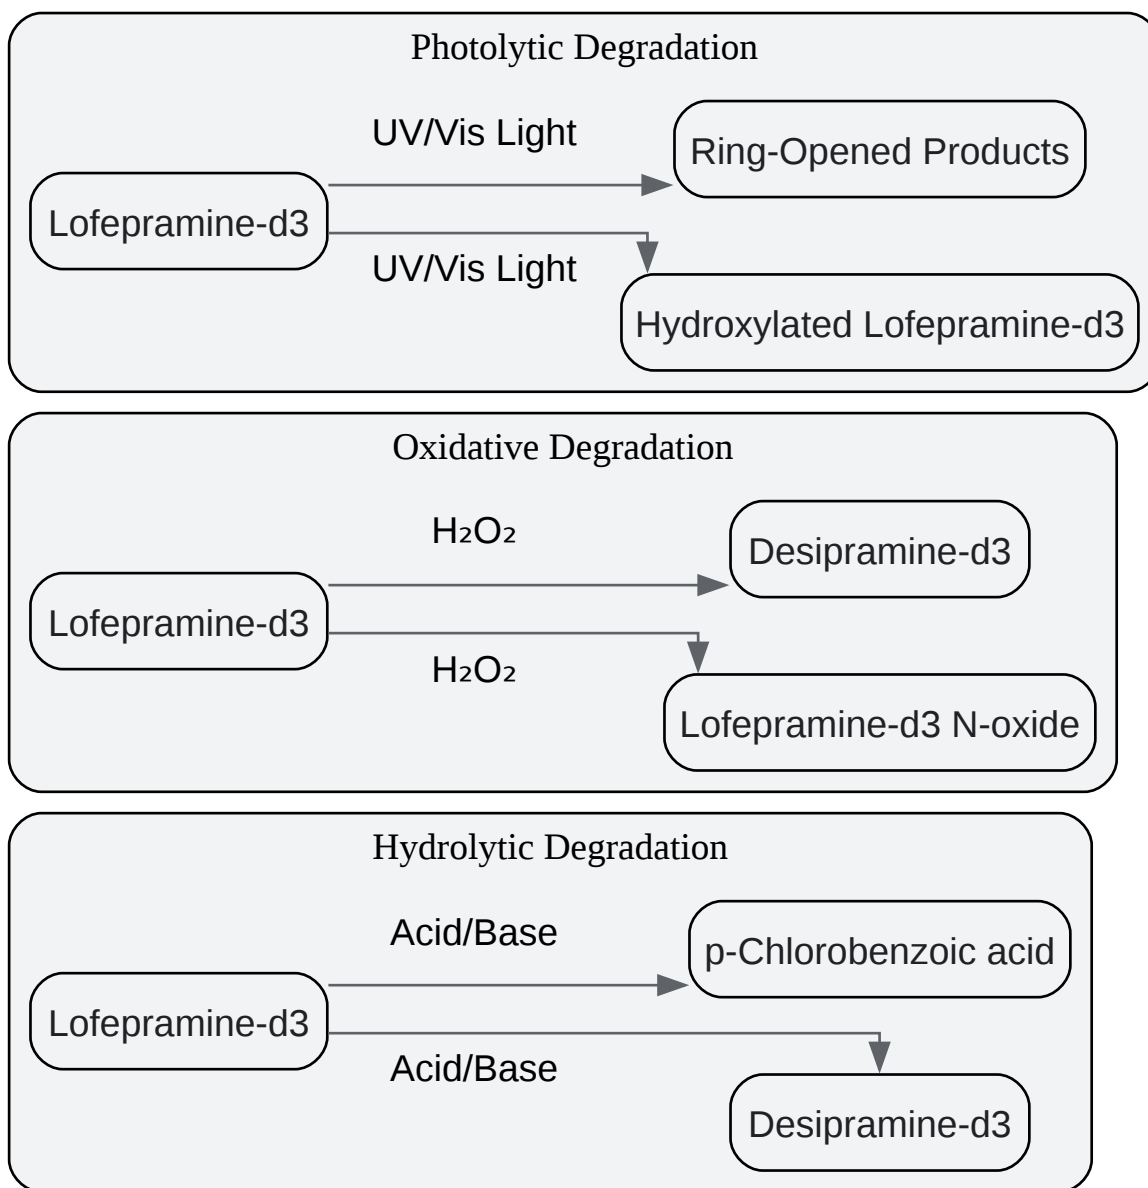 Photolytic Degradation
UV/Vis Light
Ring-Opened Products
Lofepramine-d3
UV/Vis Light
Hydroxylated Lofepramine-d3
Oxidative Degradation
H₂O₂
Desipramine-d3
Lofepramine-d3
H₂O₂
Lofepramine-d3 N-oxide
Hydrolytic Degradation
Acid/Base
p-Chlorobenzoic acid
Lofepramine-d3
Acid/Base
Desipramine-d3